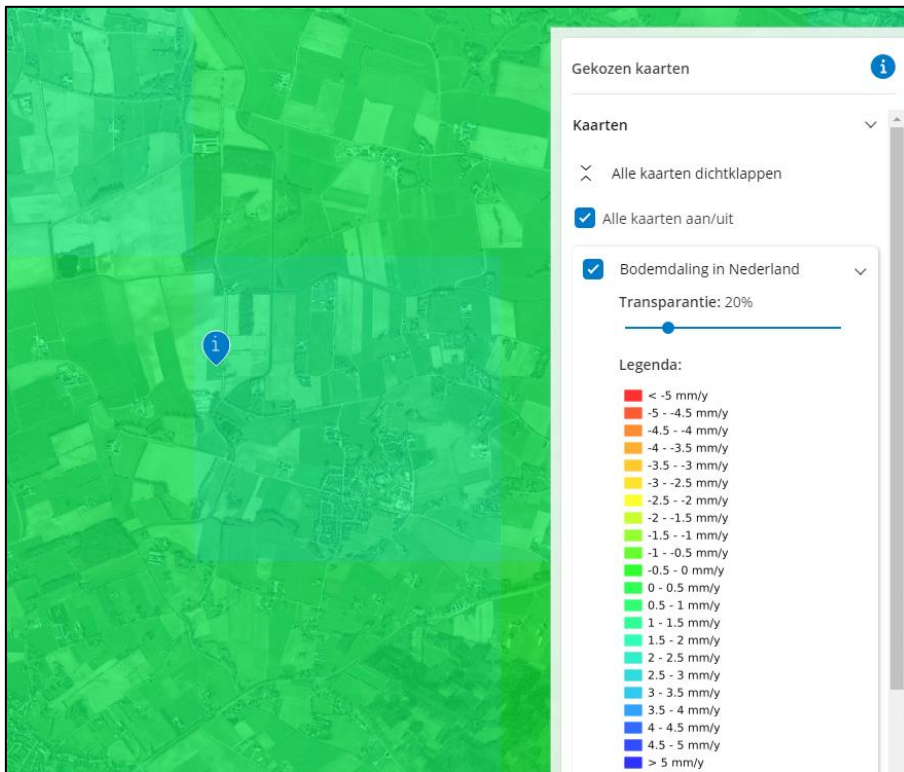 Gekozen kaarten
i
Kaarten
Alle kaarten dichtklappen
Alle kaarten aan/uit
Bodemdaling in Nederland
Transparantie: 20%
Legenda:
< -5 mm/y
-5 - -4.5 mm/y
-4.5 - -4 mm/y
-4 - -3.5 mm/y
-3.5 - -3 mm/y
-3 - -2.5 mm/y
-2.5 - -2 mm/y
-2 - -1.5 mm/y
-1.5 - -1 mm/y
-1 - -0.5 mm/y
-0.5 - 0 mm/y
0 - 0.5 mm/y
0.5 - 1 mm/y
1 - 1.5 mm/y
1.5 - 2 mm/y
2 - 2.5 mm/y
2.5 - 3 mm/y
3 - 3.5 mm/y
3.5 - 4 mm/y
4 - 4.5 mm/y
4.5 - 5 mm/y
> 5 mm/y
i